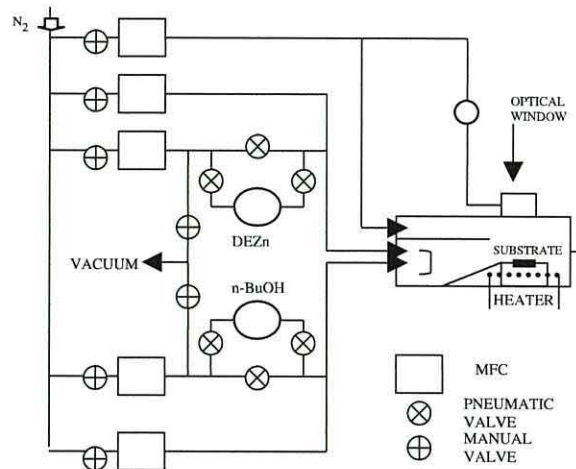 N2
OPTICAL
WINDOW
DEZn
VACUUM
n-BuOH
SUBSTRATE
HEATER
MFC
PNEUMATIC
VALVE
MANUAL
VALVE